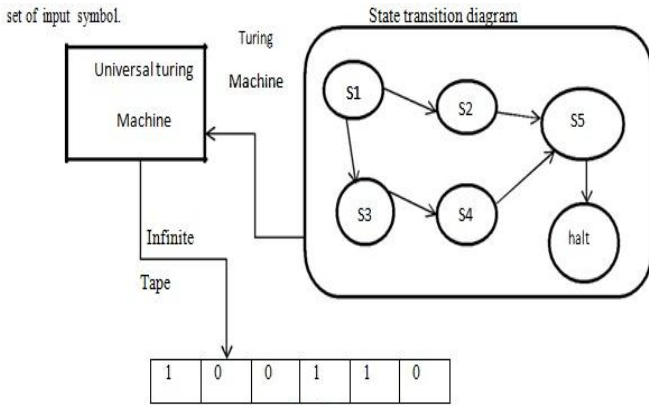 set of input symbol.
State transition diagram
Turing
Machine
Universal turing
Machine
S1
S2
S5
S3
S4
halt
Infinite
Tape
1 0 0 1 1 0